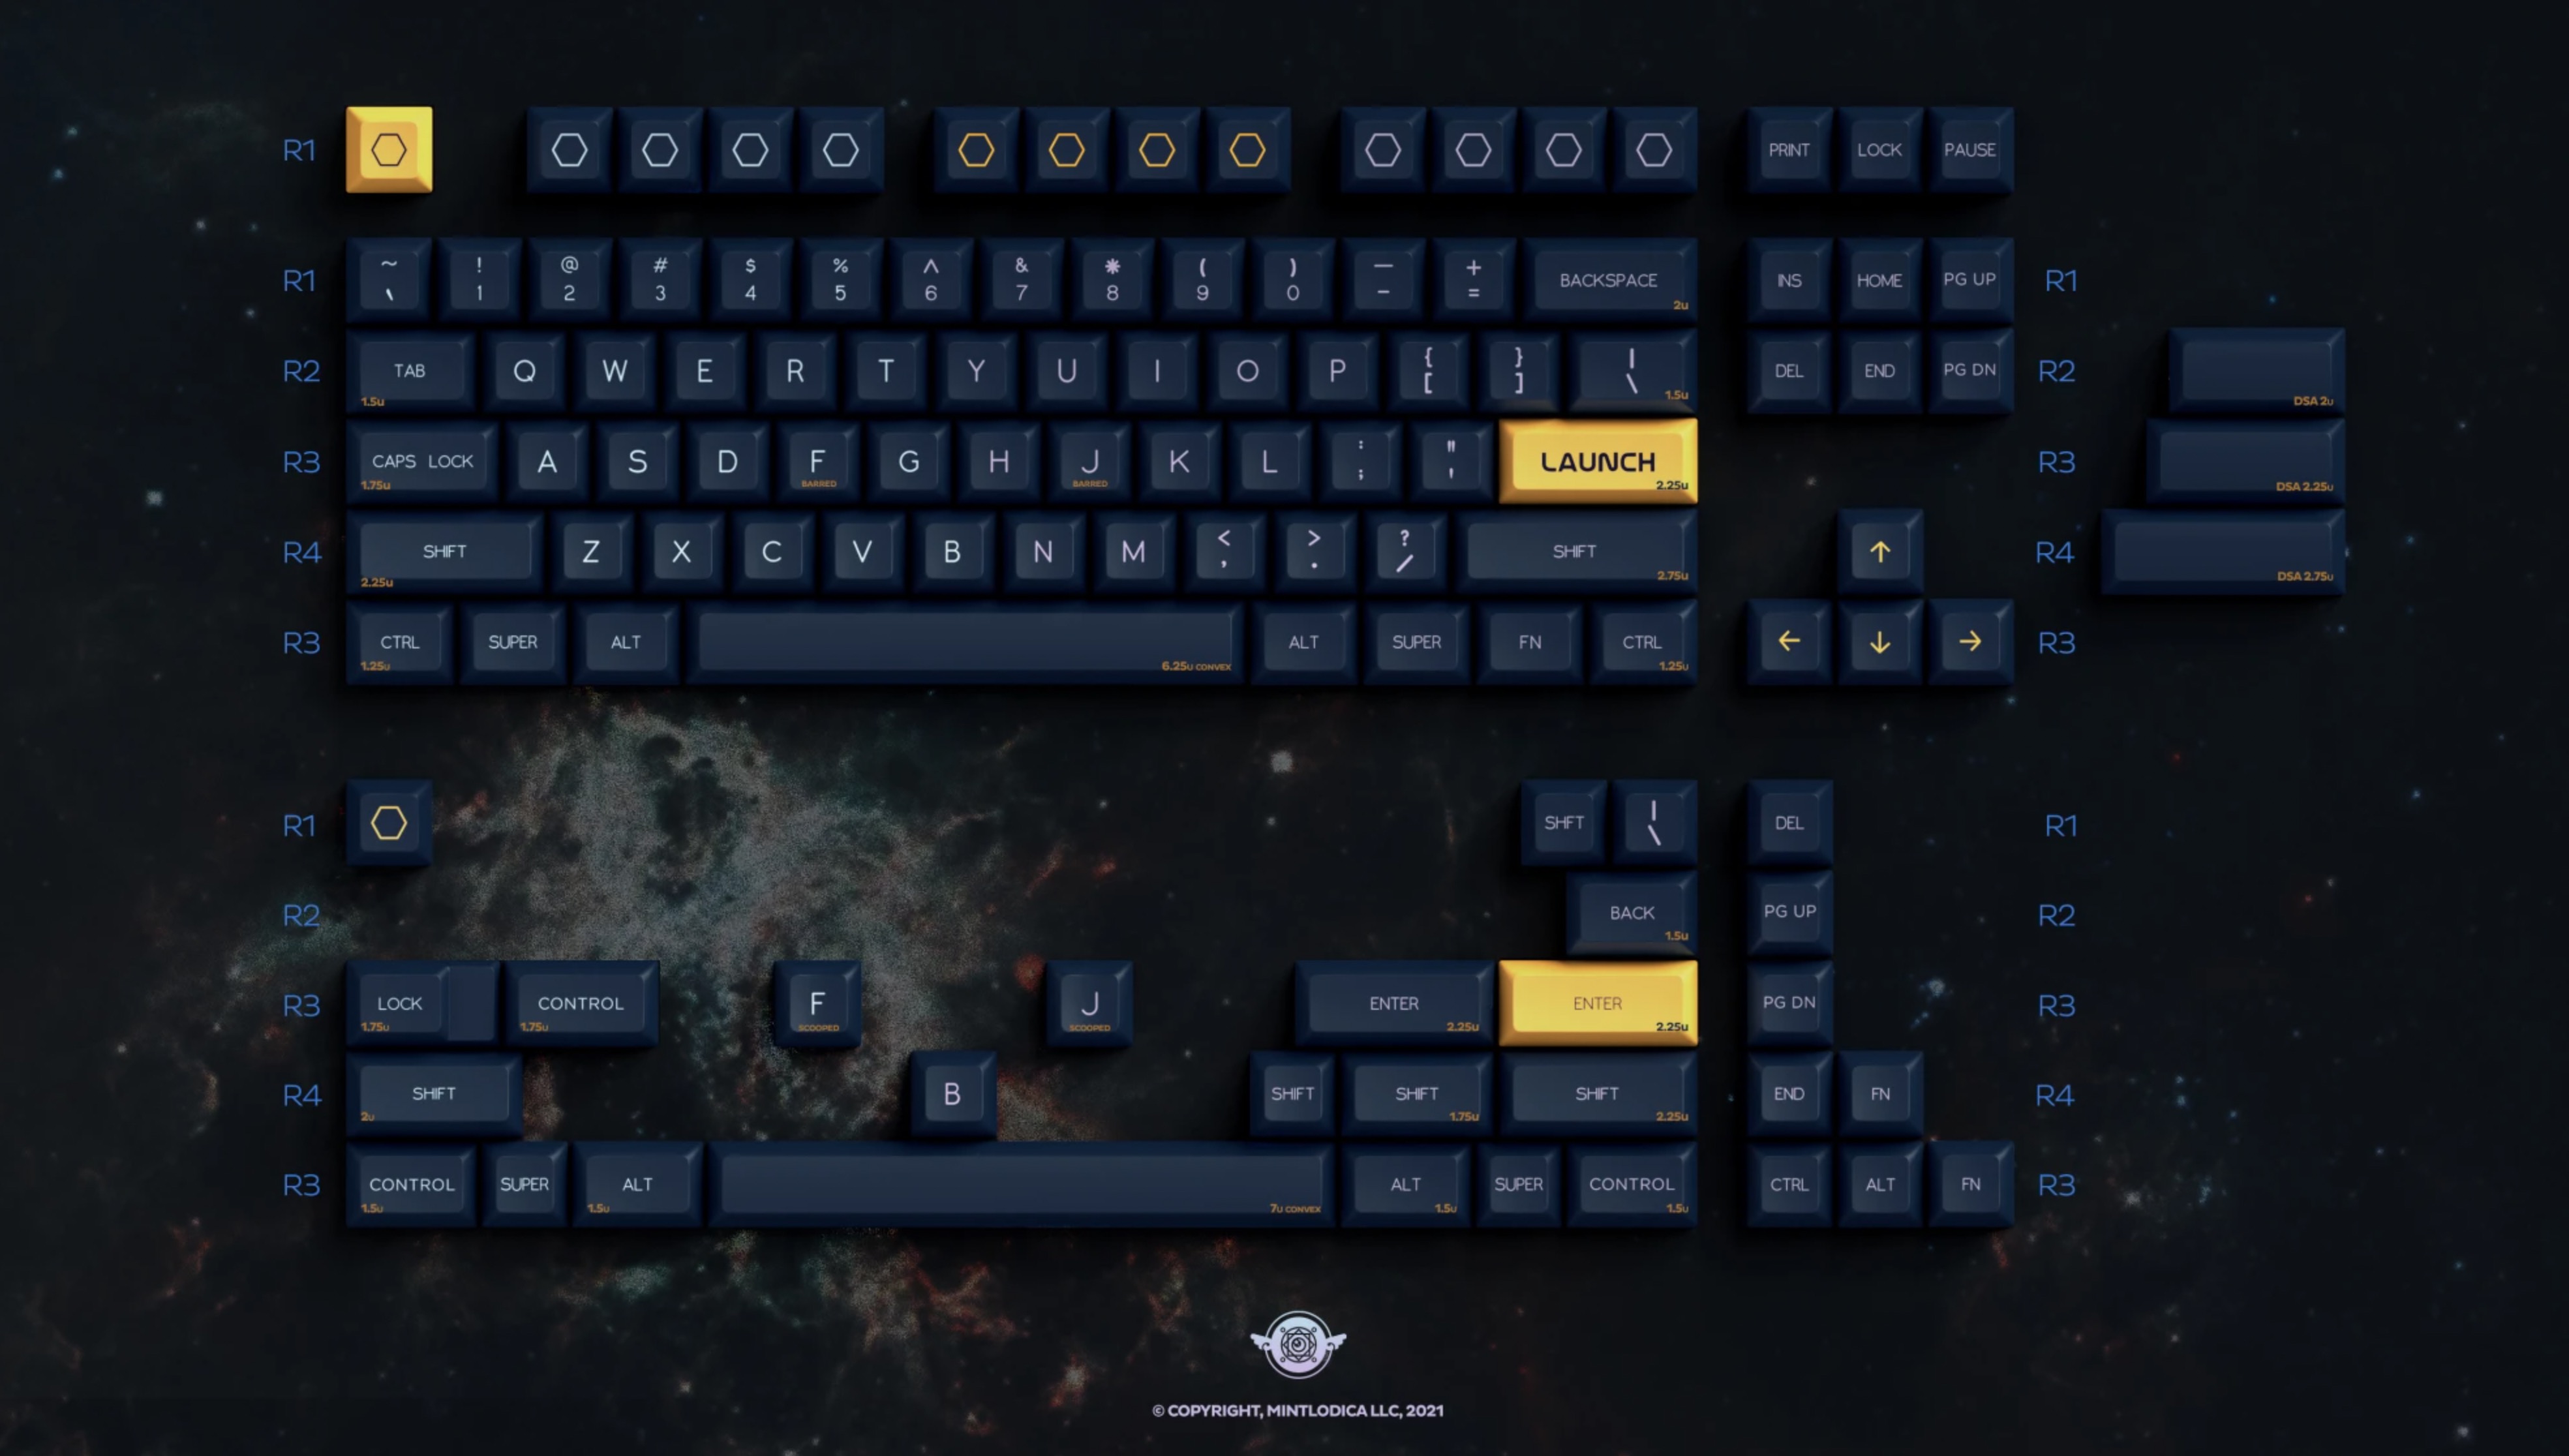 R1 PRINT LOCK PAUSE
~ ! @ # $ % ^ & * ( ) — +
R1 ` 1 2 3 4 5 6 7 8 9 0 - = BACKSPACE 2u INS HOME PG UP R1
R2 TAB 1.5u Q W E R T Y U I O P { [ } ] | \ 1.5u DEL END PG DN R2 DSA 2u
R3 CAPS LOCK 1.75u A S D F BARRED G H J BARRED K L : ; " ' LAUNCH 2.25u R3 DSA 2.25u
R4 SHIFT 2.25u Z X C V B N M < , > . ? / SHIFT 2.75u ↑ R4 DSA 2.75u
R3 CTRL 1.25u SUPER ALT 6.25u CONVEX ALT SUPER FN CTRL 1.25u ← ↓ → R3
R1 SHFT | \ DEL R1
R2 BACK 1.5u PG UP R2
R3 LOCK 1.75u CONTROL 1.75u F SCOOPED J SCOOPED ENTER 2.25u ENTER 2.25u PG DN R3
R4 SHIFT 2u B SHIFT SHIFT 1.75u SHIFT 2.25u END FN R4
R3 CONTROL 1.5u SUPER ALT 1.5u 7u CONVEX ALT 1.5u SUPER CONTROL 1.5u CTRL ALT FN R3
© COPYRIGHT, MINTLODICA LLC, 2021